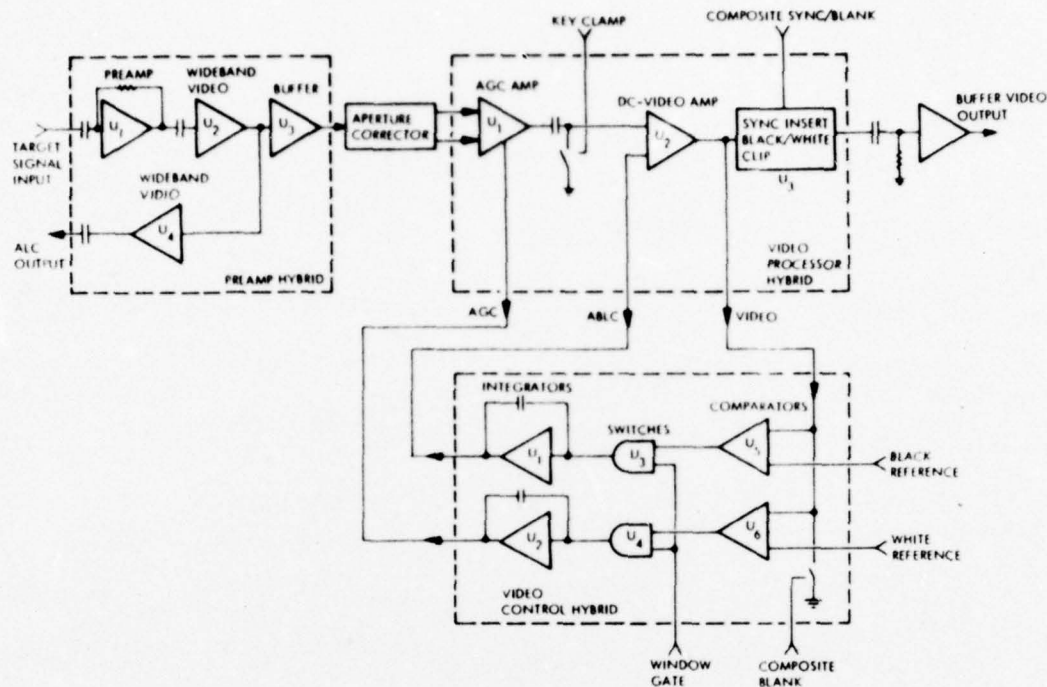 KEY CLAMP
COMPOSITE SYNC/BLANK
PREAMP
WIDEBAND
VIDEO
BUFFER
U1
U2
U3
TARGET
SIGNAL
INPUT
WIDEBAND
VIDIO
U4
ALC
OUTPUT
PREAMP HYBRID
APERTURE
CORRECTOR
AGC AMP
U1
DC-VIDEO AMP
U2
SYNC INSERT
BLACK/WHITE
CLIP
U3
BUFFER VIDEO
OUTPUT
VIDEO
PROCESSOR
HYBRID
AGC
ABLC
VIDEO
INTEGRATORS
SWITCHES
COMPARATORS
U1
U3
U5
BLACK
REFERENCE
U2
U4
U6
WHITE
REFERENCE
VIDEO
CONTROL HYBRID
WINDOW
GATE
COMPOSITE
BLANK